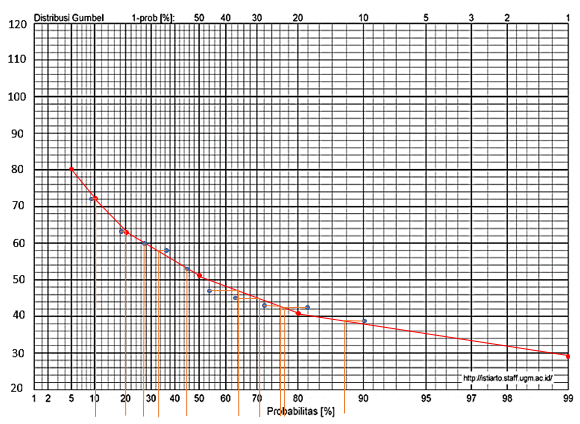 Distribusi Gumbel 1-prob [%]: 50 40 30 20 10 5 3 2 1
120
110
100
90
80
70
60
50
40
30
20
http://istiarto.staff.ugm.ac.id/
1 2 5 10 20 30 40 50 60 70 80 90 95 97 98 99
Probabilitas [%]